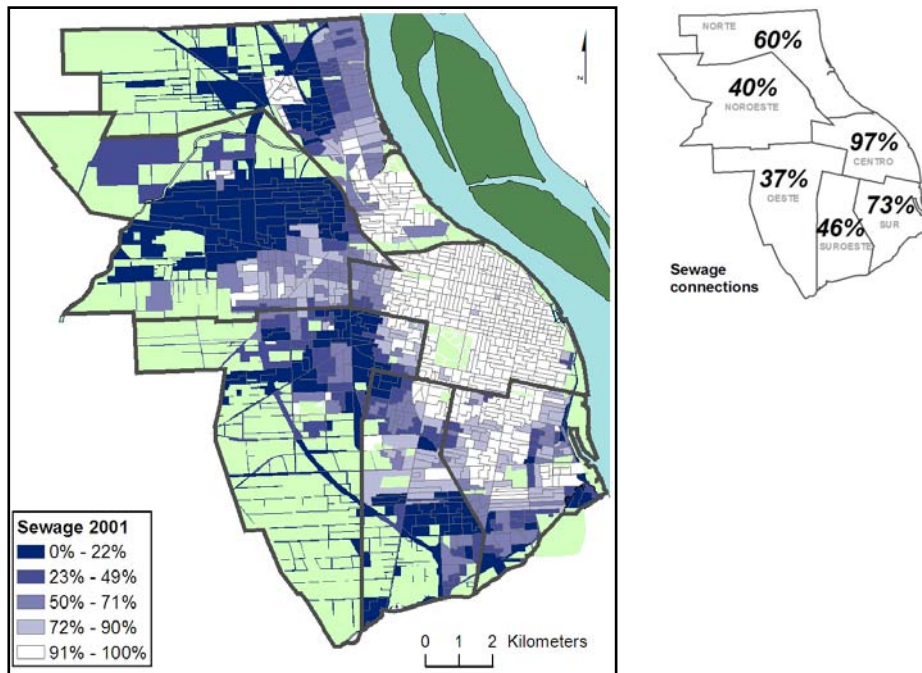 Sewage 2001
0% - 22%
23% - 49%
50% - 71%
72% - 90%
91% - 100%
0 1 2 Kilometers
z
NORTE
60%
40%
NOROESTE
97%
CENTRO
37%
OESTE
73%
SUR
46%
SUROESTE
Sewage
connections